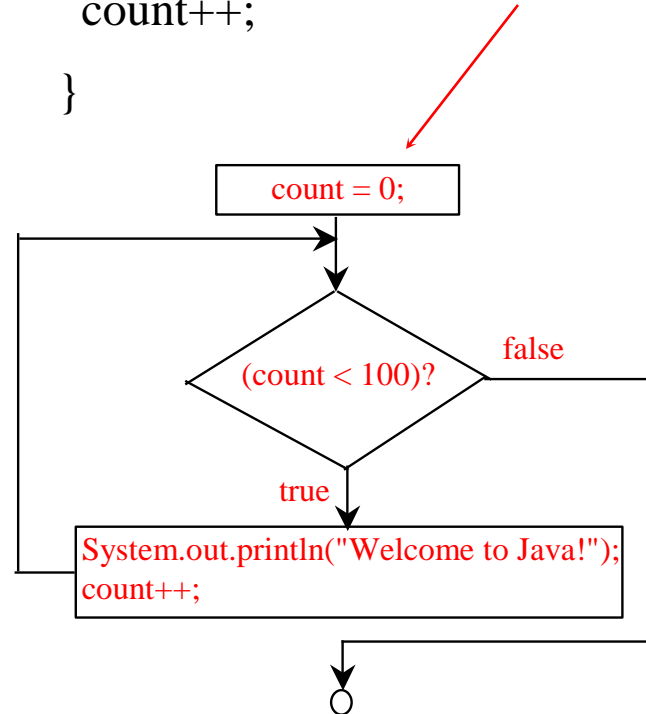 count++;
}
count = 0;
(count < 100)?
false
true
System.out.println("Welcome to Java!");
count++;